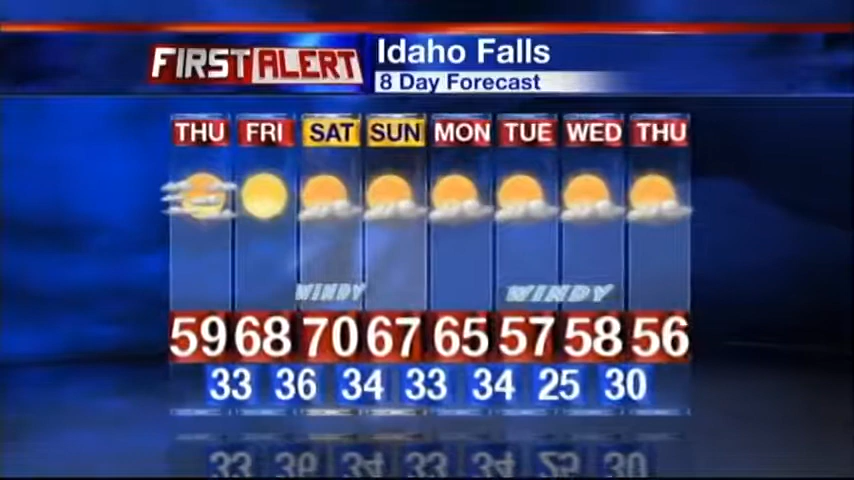 FIRST ALERT
Idaho Falls
8 Day Forecast
THU FRI SAT SUN MON TUE WED THU
WINDY WINDY
59 68 70 67 65 57 58 56
33 36 34 33 34 25 30